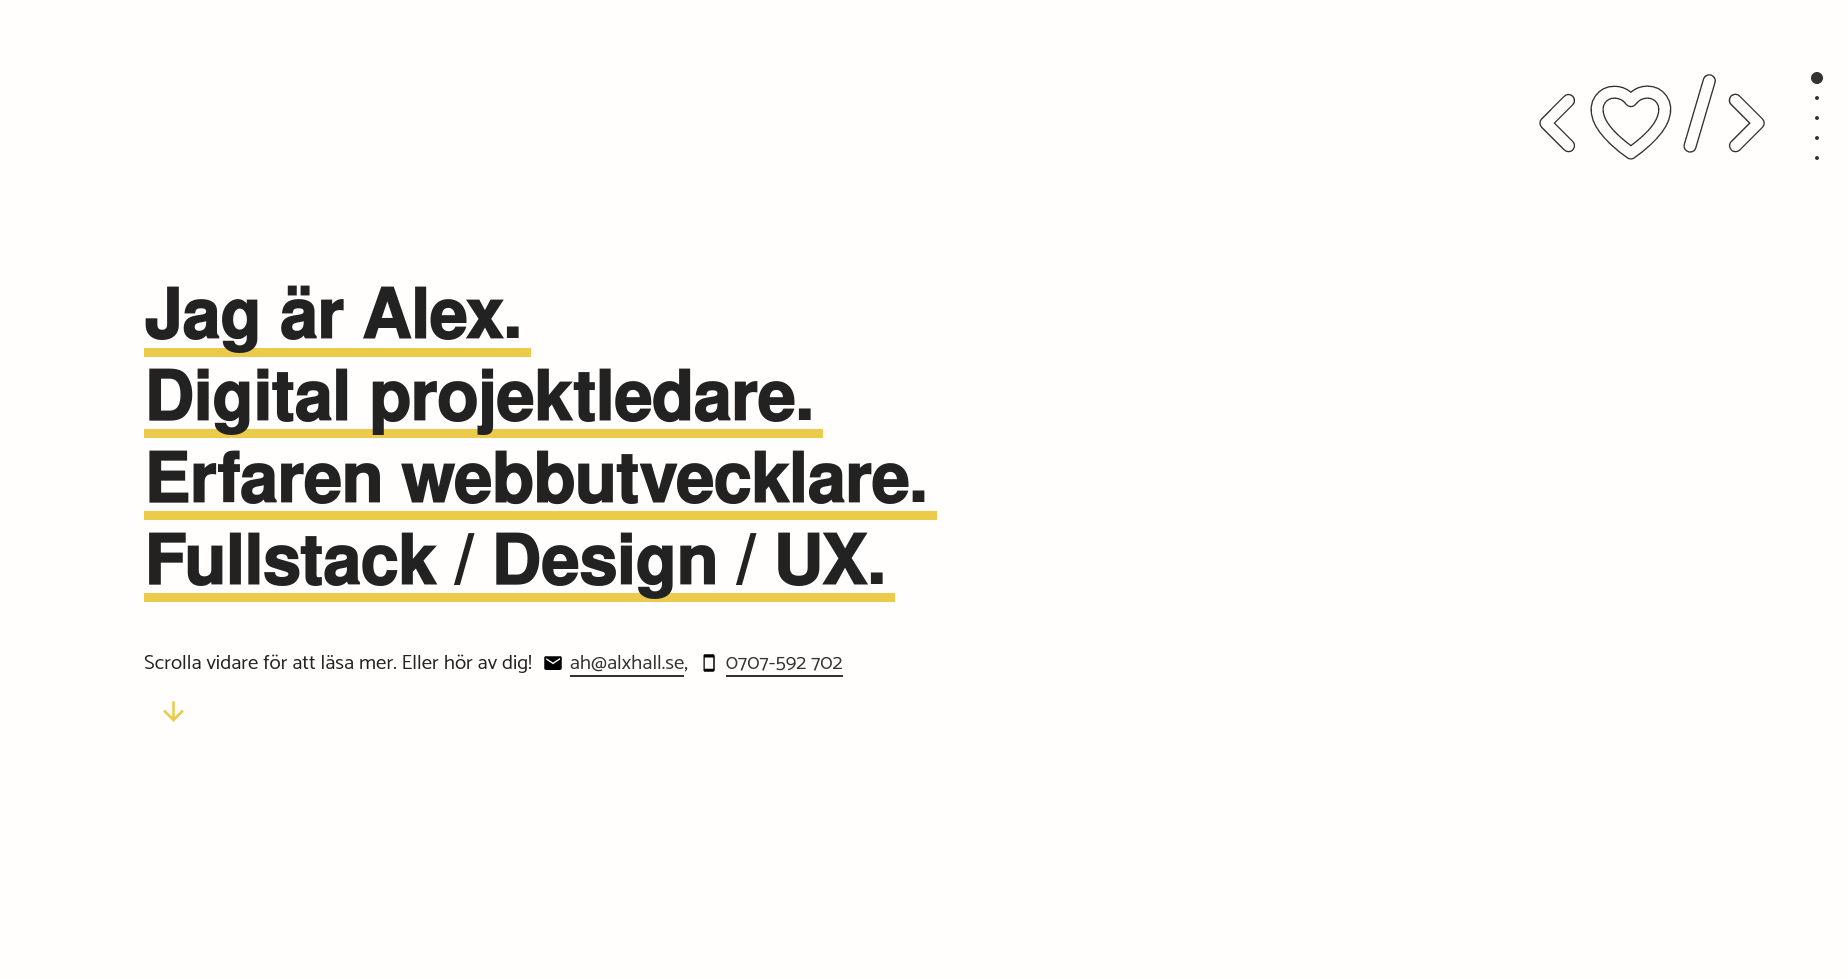 Jag är Alex.
Digital projektledare.
Erfaren webbutvecklare.
Fullstack / Design / UX.
Scrolla vidare för att läsa mer. Eller hör av dig! ah@alxhall.se, 0707-592 702